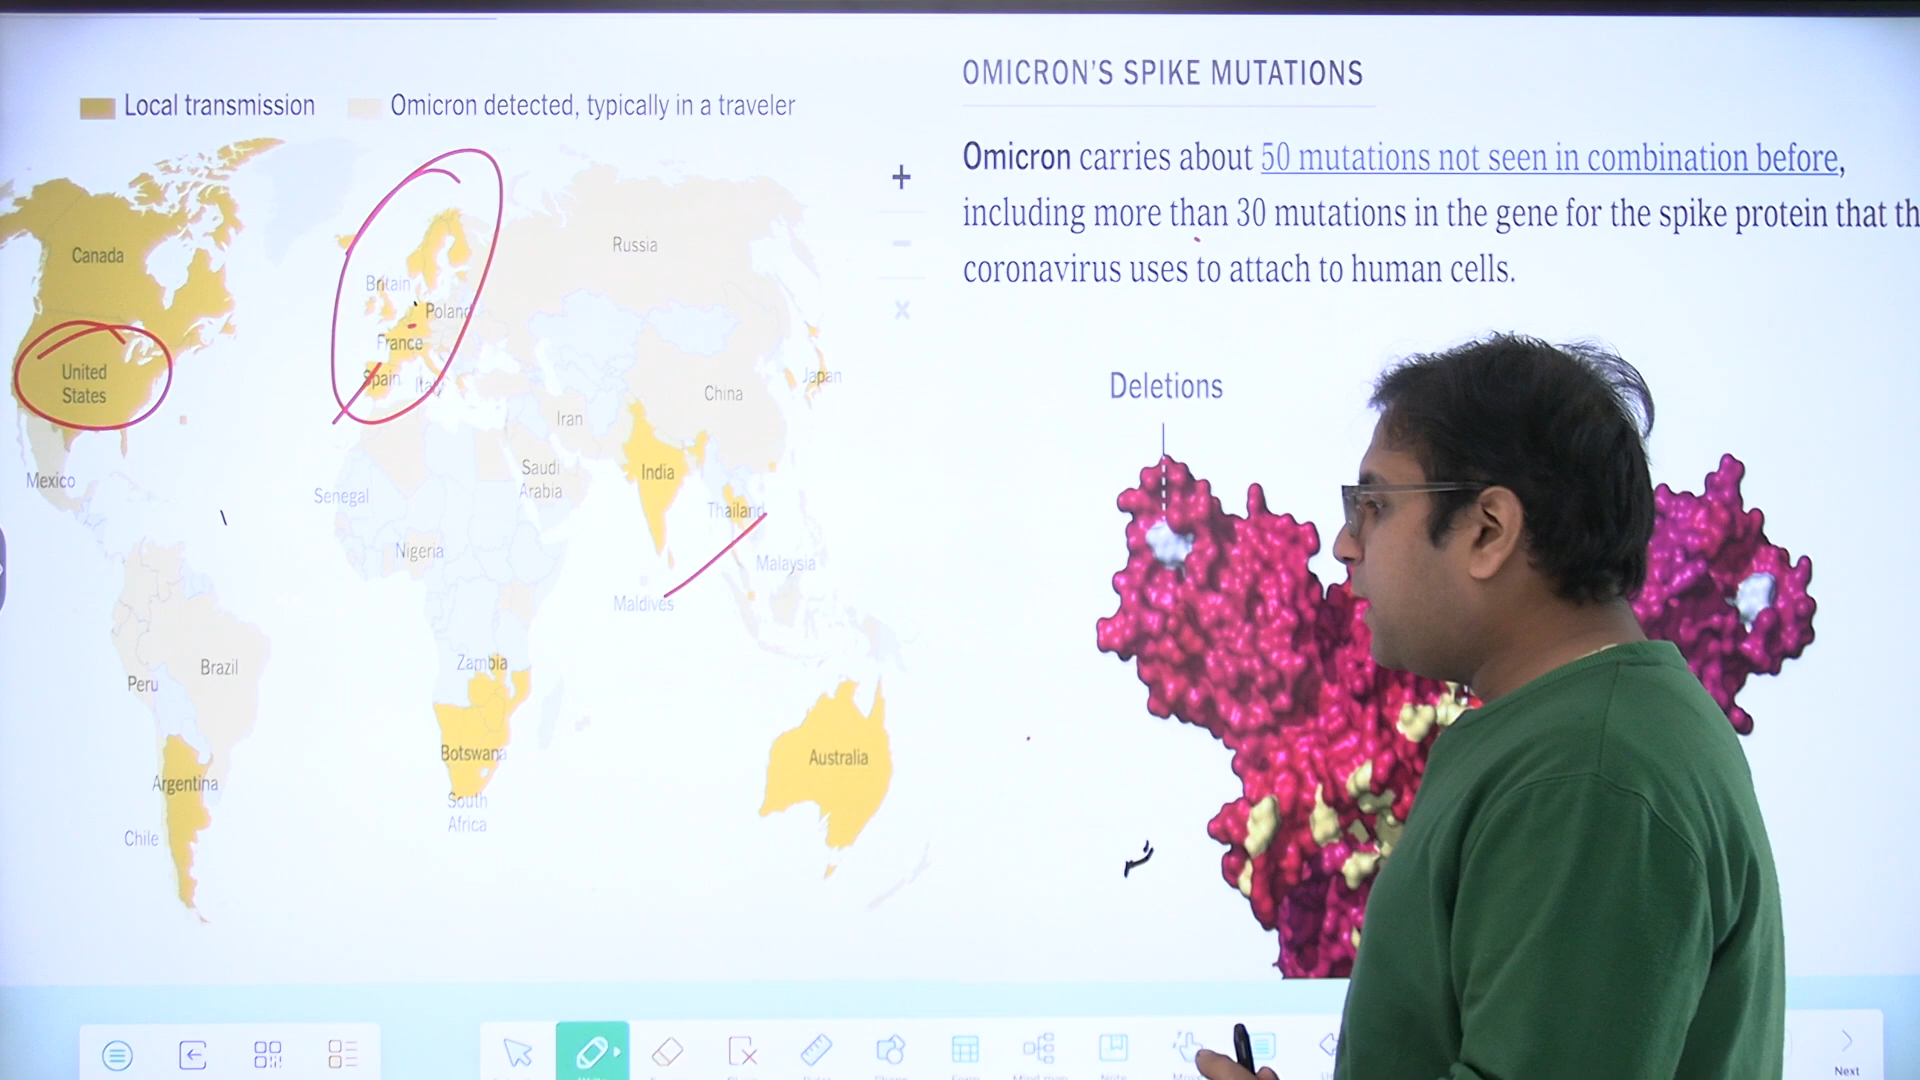 Local transmission
Omicron detected, typically in a traveler
Canada
United
States
Mexico
Peru
Brazil
Argentina
Chile
Britain
Poland
France
Spain
Russia
China
Japan
Iran
Saudi
Arabia
India
Thailand
Malaysia
Maldives
Senegal
Nigeria
Zambia
Botswana
South
Africa
Australia
OMICRON'S SPIKE MUTATIONS
Omicron carries about 50 mutations not seen in combination before,
including more than 30 mutations in the gene for the spike protein that th
coronavirus uses to attach to human cells.
Deletions
Next